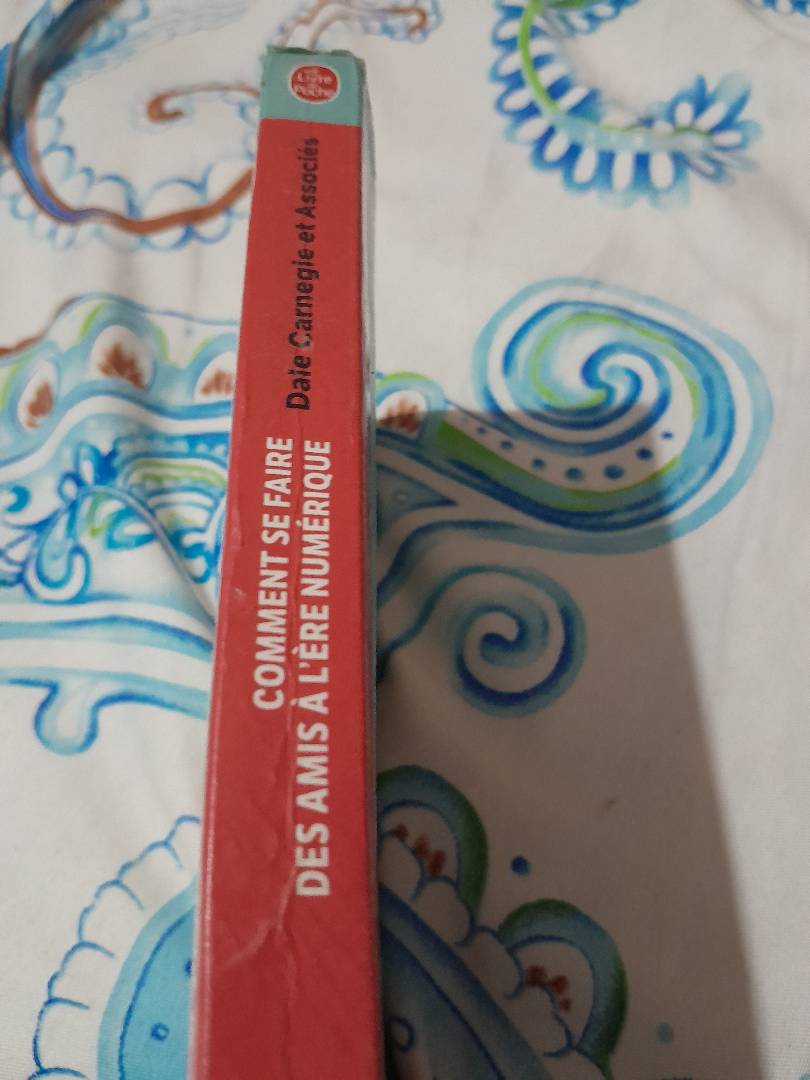 Le Livre
de Poche
Dale Carnegie et Associés
COMMENT SE FAIRE
DES AMIS À L'ÈRE NUMÉRIQUE